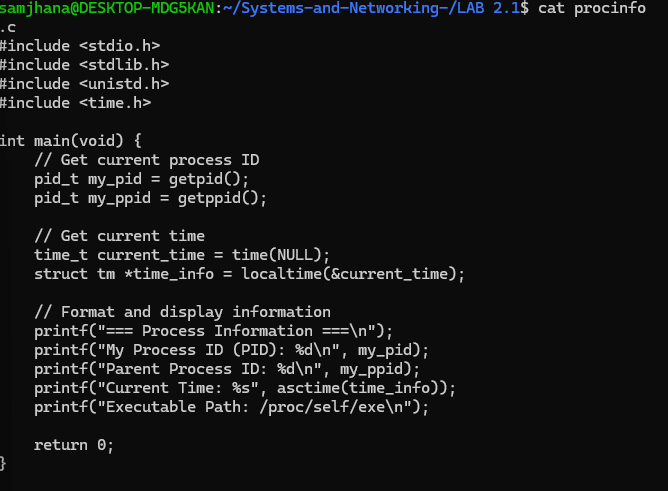 samjhana@DESKTOP-MDG5KAN:~/Systems-and-Networking-/LAB 2.1$ cat procinfo
.c
#include <stdio.h>
#include <stdlib.h>
#include <unistd.h>
#include <time.h>

int main(void) {
    // Get current process ID
    pid_t my_pid = getpid();
    pid_t my_ppid = getppid();

    // Get current time
    time_t current_time = time(NULL);
    struct tm *time_info = localtime(&current_time);

    // Format and display information
    printf("=== Process Information ===\n");
    printf("My Process ID (PID): %d\n", my_pid);
    printf("Parent Process ID: %d\n", my_ppid);
    printf("Current Time: %s", asctime(time_info));
    printf("Executable Path: /proc/self/exe\n");

    return 0;
}